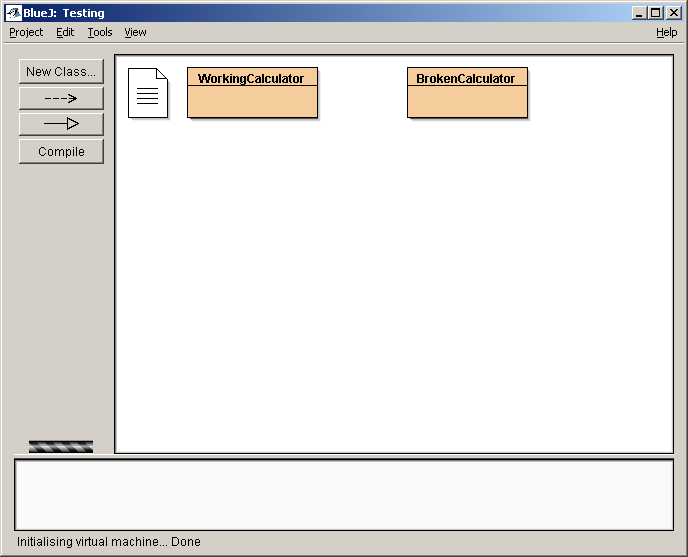 BlueJ: Testing
Project Edit Tools View Help
New Class...
Compile
WorkingCalculator
BrokenCalculator
Initialising virtual machine... Done